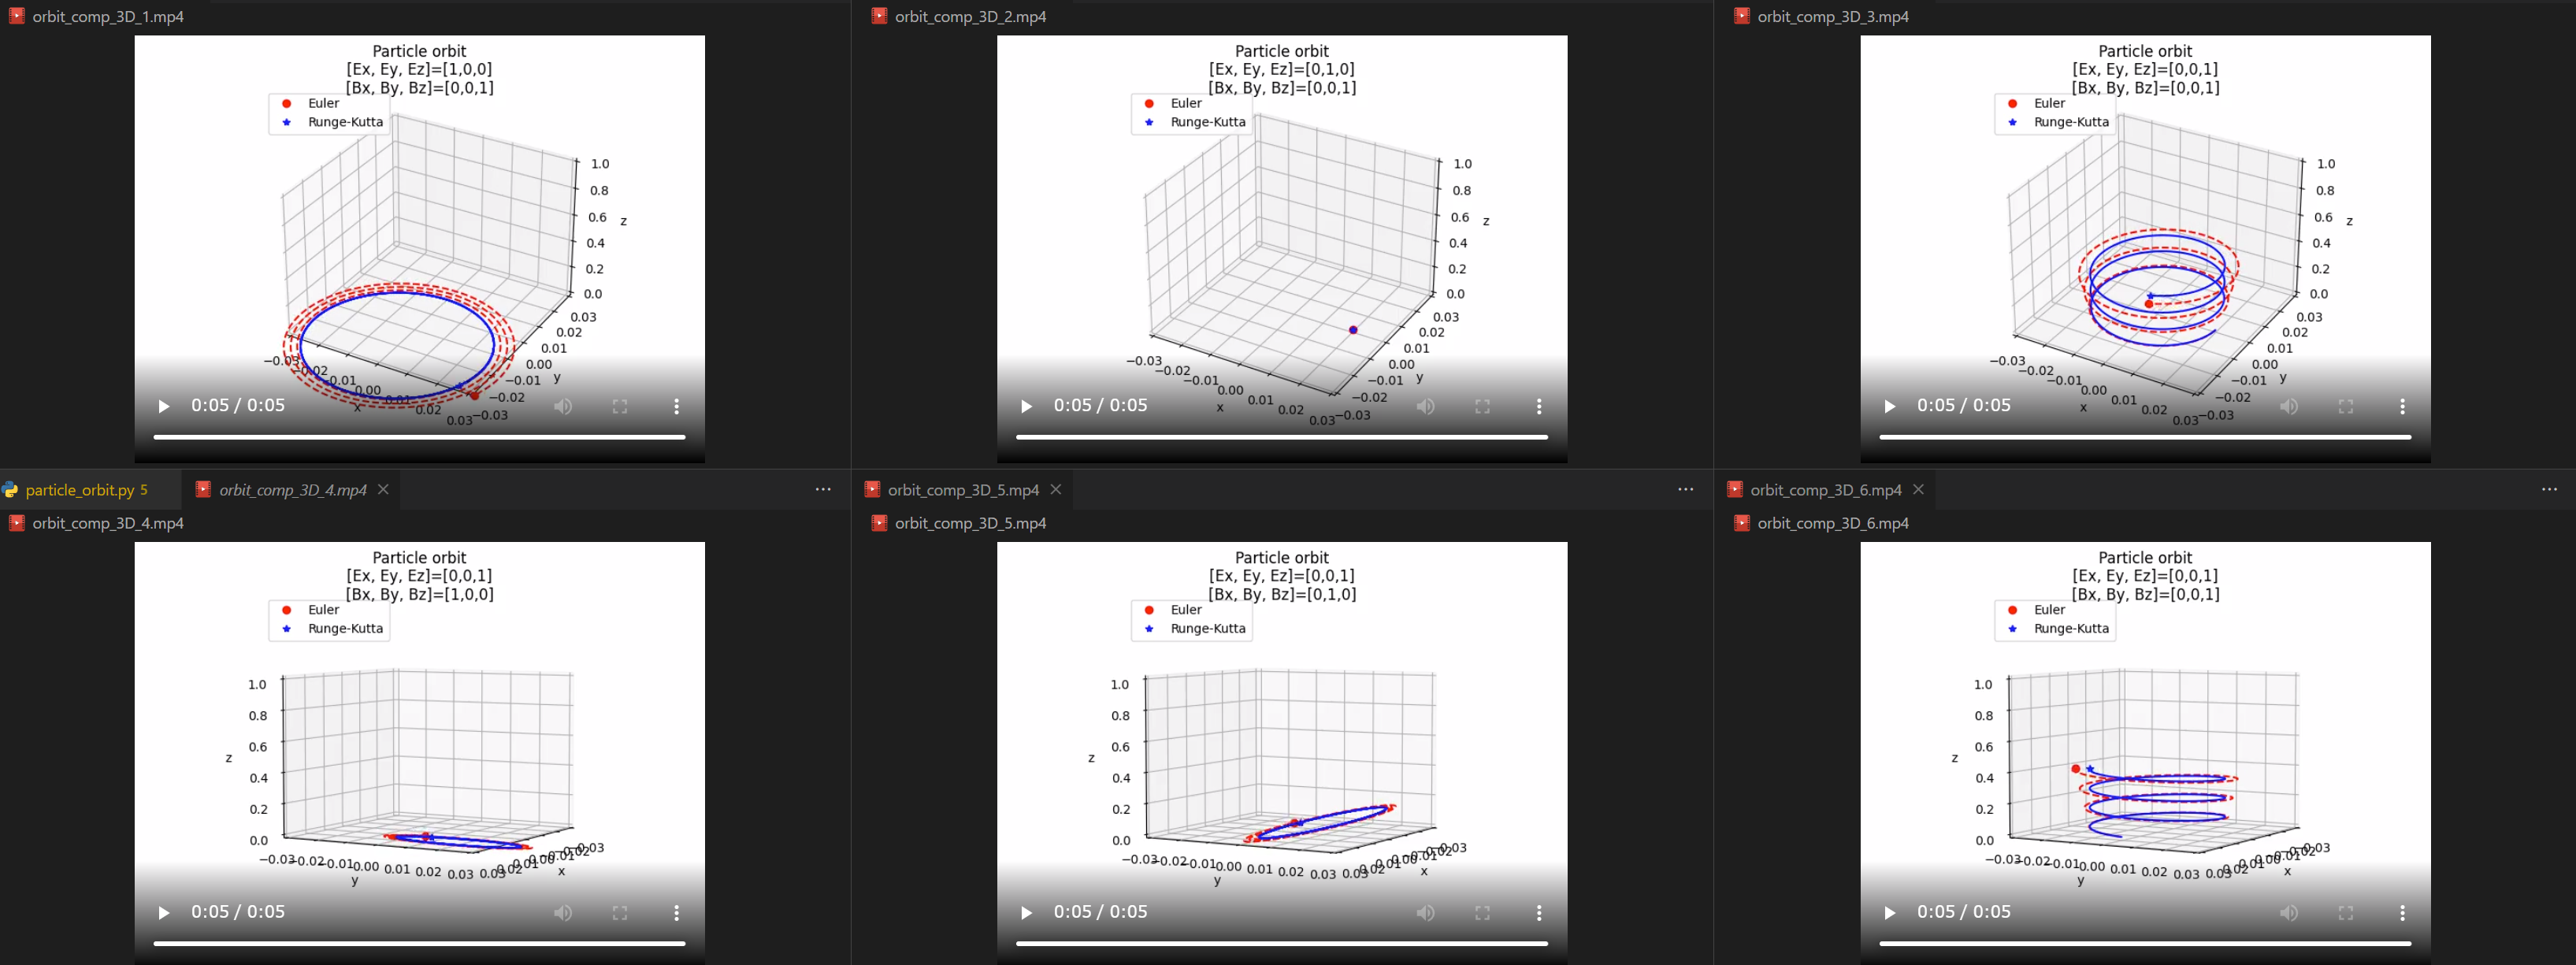 orbit_comp_3D_1.mp4
Particle orbit
[Ex, Ey, Ez]=[1,0,0]
[Bx, By, Bz]=[0,0,1]
Euler
Runge-Kutta
1.0
0.8
0.6
0.4
0.2
0.0
z
0.03
0.02
0.01
0.00
−0.01
−0.02
−0.03
y
−0.03
−0.02
−0.01
0.00
0.01
0.02
0.03
x
0:05 / 0:05
orbit_comp_3D_2.mp4
Particle orbit
[Ex, Ey, Ez]=[0,1,0]
[Bx, By, Bz]=[0,0,1]
Euler
Runge-Kutta
1.0
0.8
0.6
0.4
0.2
0.0
z
0.03
0.02
0.01
0.00
−0.01
−0.02
−0.03
y
−0.03
−0.02
−0.01
0.00
0.01
0.02
0.03
x
0:05 / 0:05
orbit_comp_3D_3.mp4
Particle orbit
[Ex, Ey, Ez]=[0,0,1]
[Bx, By, Bz]=[0,0,1]
Euler
Runge-Kutta
1.0
0.8
0.6
0.4
0.2
0.0
z
0.03
0.02
0.01
0.00
−0.01
−0.02
−0.03
y
−0.03
−0.02
−0.01
0.00
0.01
0.02
0.03
x
0:05 / 0:05
particle_orbit.py 5
orbit_comp_3D_4.mp4
orbit_comp_3D_4.mp4
Particle orbit
[Ex, Ey, Ez]=[0,0,1]
[Bx, By, Bz]=[1,0,0]
Euler
Runge-Kutta
1.0
0.8
0.6
0.4
0.2
0.0
z
−0.03
−0.02
−0.01
0.00
0.01
0.02
0.03
y
0.03
0.02
0.01
0.00
−0.01
−0.02
−0.03
x
0:05 / 0:05
orbit_comp_3D_5.mp4
orbit_comp_3D_5.mp4
Particle orbit
[Ex, Ey, Ez]=[0,0,1]
[Bx, By, Bz]=[0,1,0]
Euler
Runge-Kutta
1.0
0.8
0.6
0.4
0.2
0.0
z
−0.03
−0.02
−0.01
0.00
0.01
0.02
0.03
y
0.03
0.02
0.01
0.00
−0.01
−0.02
−0.03
x
0:05 / 0:05
orbit_comp_3D_6.mp4
orbit_comp_3D_6.mp4
Particle orbit
[Ex, Ey, Ez]=[0,0,1]
[Bx, By, Bz]=[0,0,1]
Euler
Runge-Kutta
1.0
0.8
0.6
0.4
0.2
0.0
z
−0.03
−0.02
−0.01
0.00
0.01
0.02
0.03
y
0.03
0.02
0.01
0.00
−0.01
−0.02
−0.03
x
0:05 / 0:05